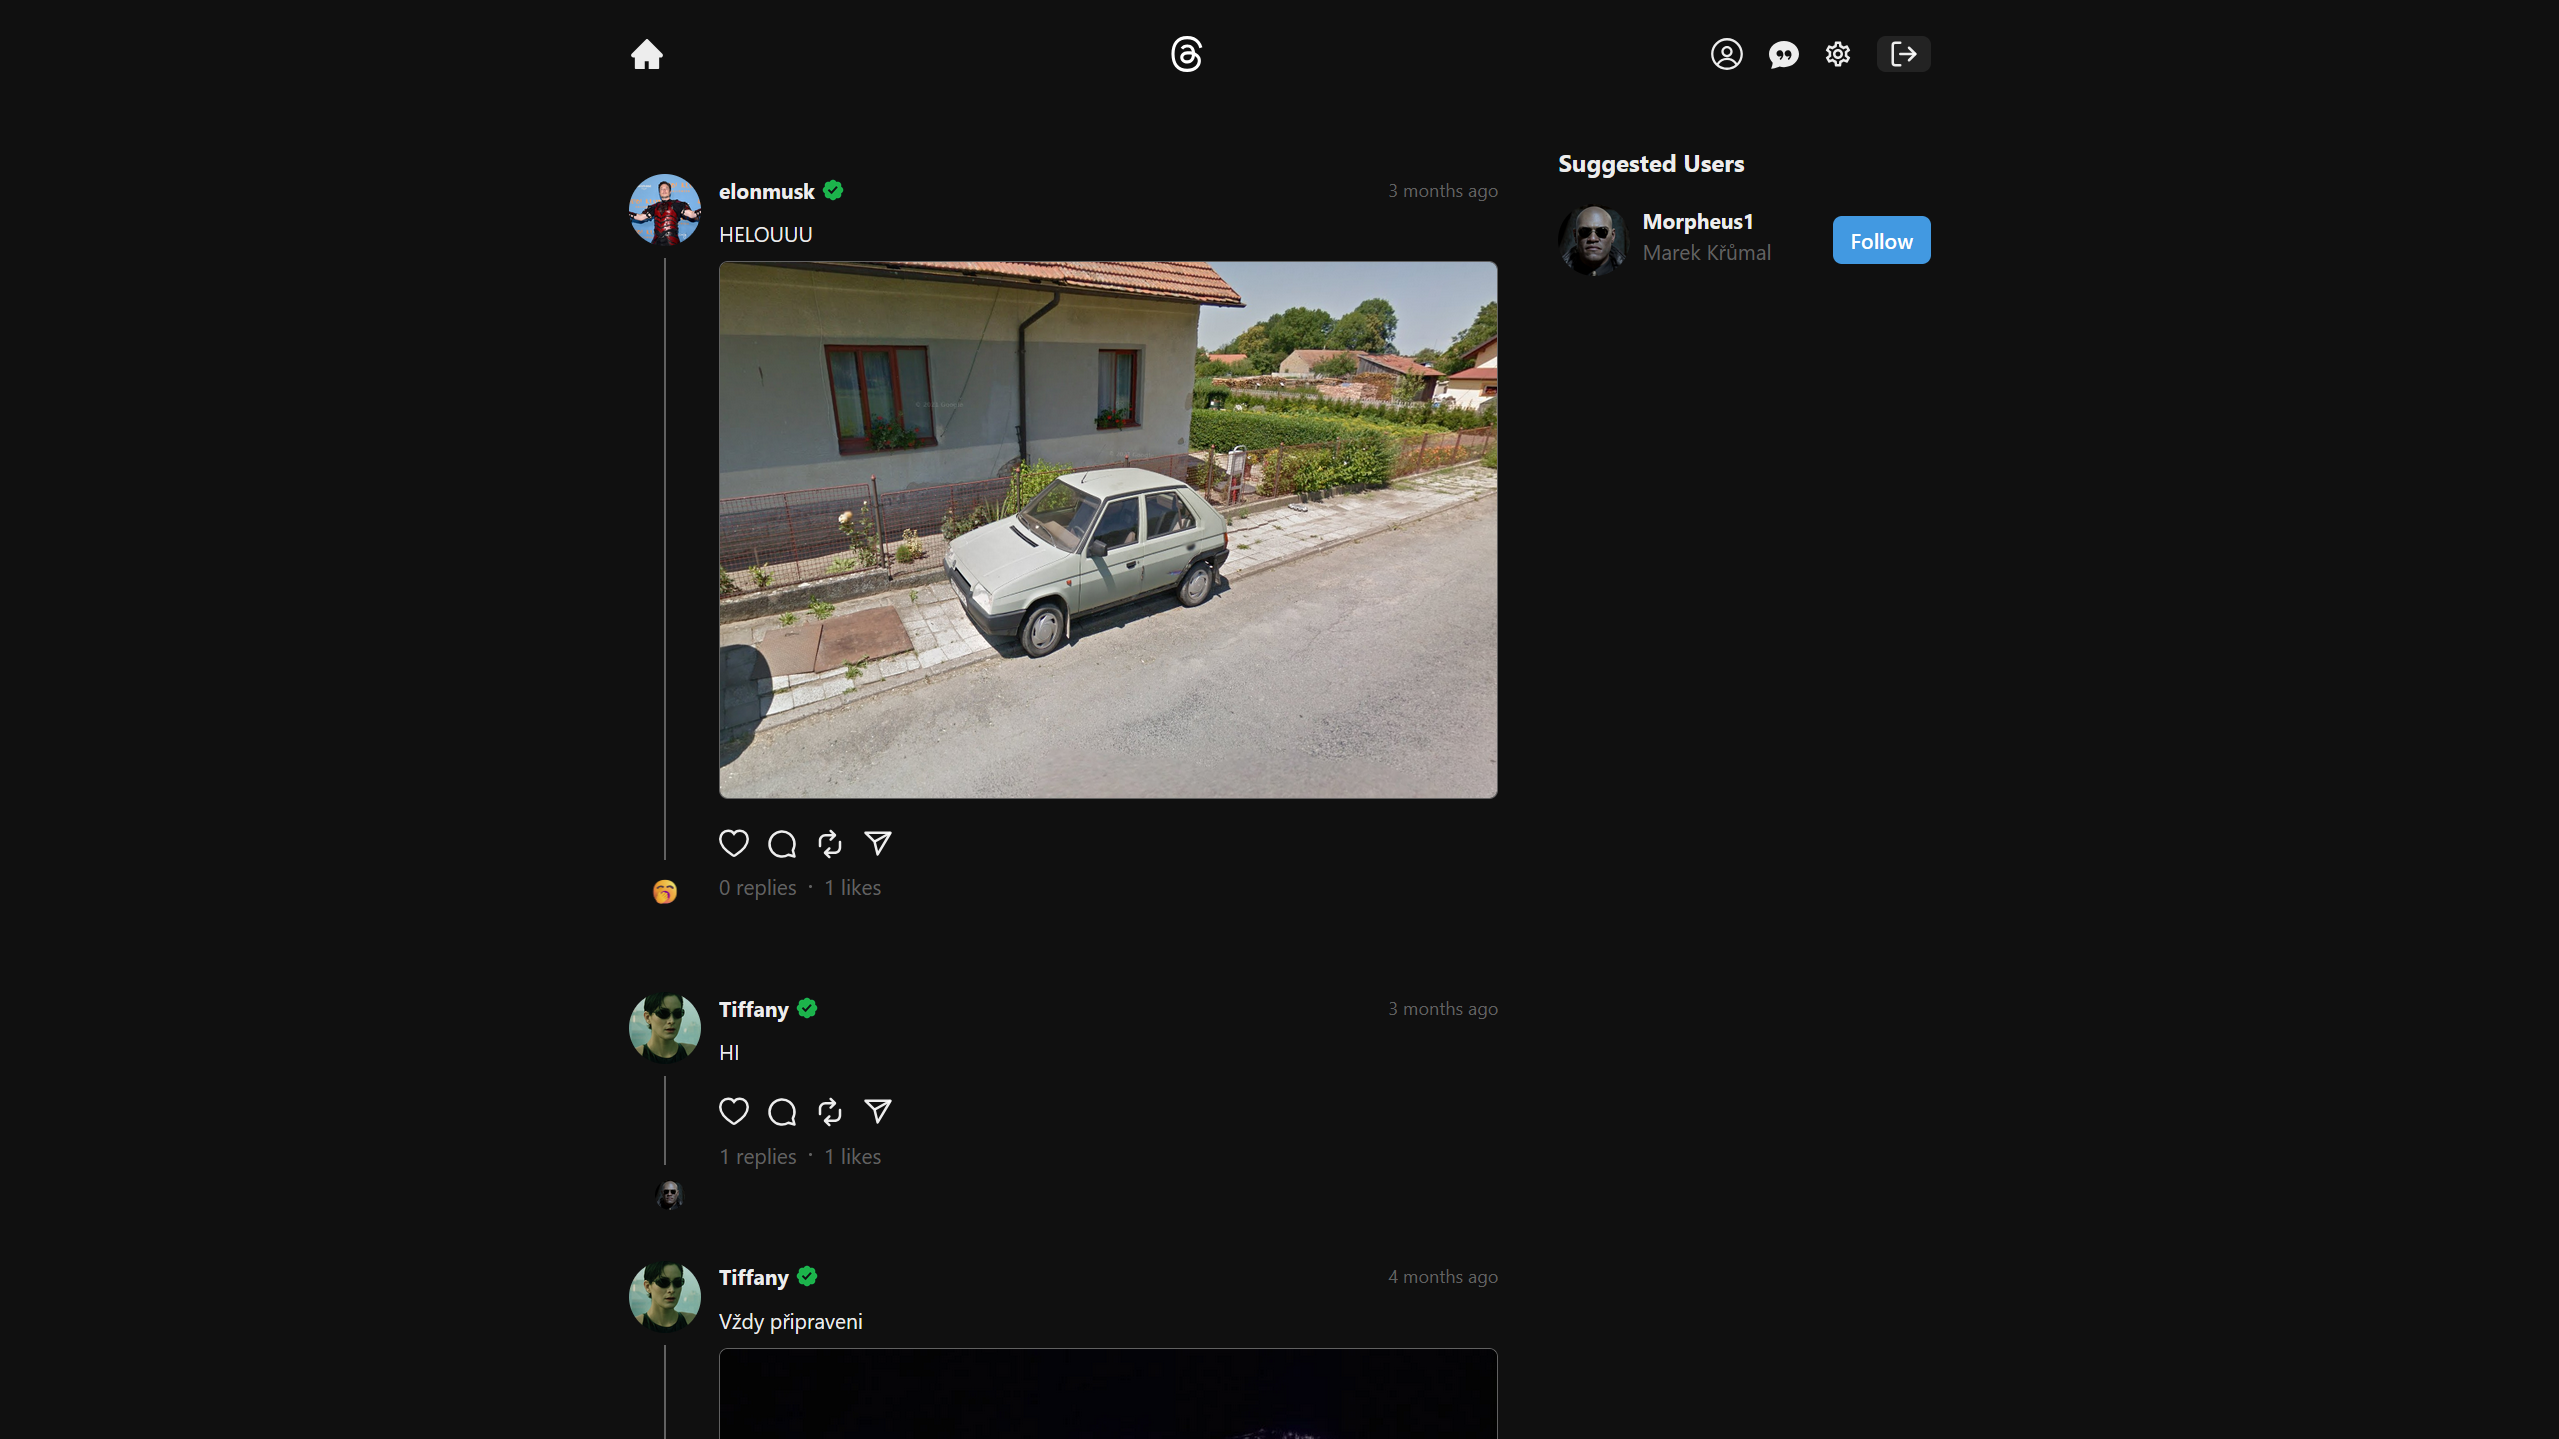 elonmusk
3 months ago
HELOUUU
0 replies · 1 likes
Tiffany
3 months ago
HI
1 replies · 1 likes
Tiffany
4 months ago
Vždy připraveni
Suggested Users
Morpheus1
Marek Křůmal
Follow